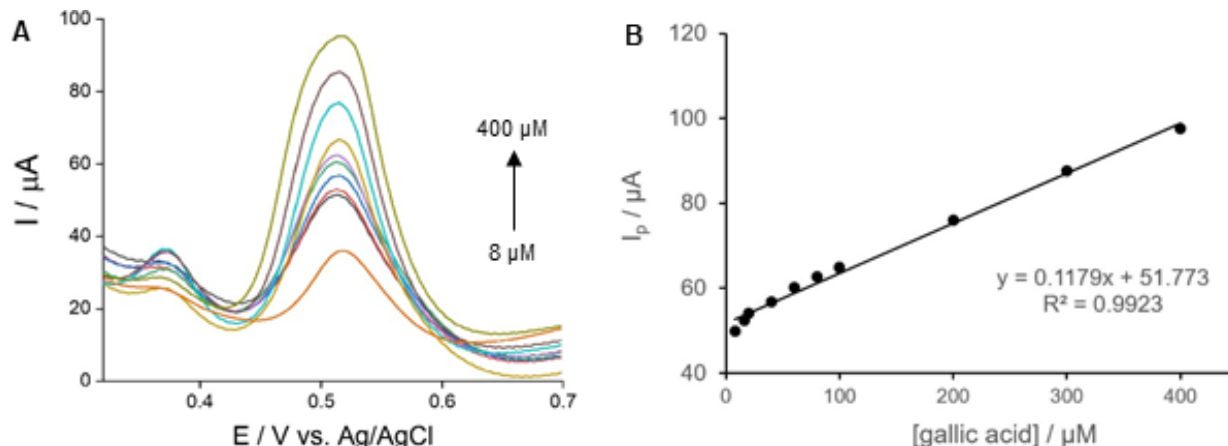 A
I / μA
100
80
60
40
20
0
0.4
0.5
0.6
0.7
E / V vs. Ag/AgCl
400 μM
8 μM
B
Iₚ / μA
120
100
80
60
40
0
100
200
300
400
[gallic acid] / μM
y = 0.1179x + 51.773
R² = 0.9923